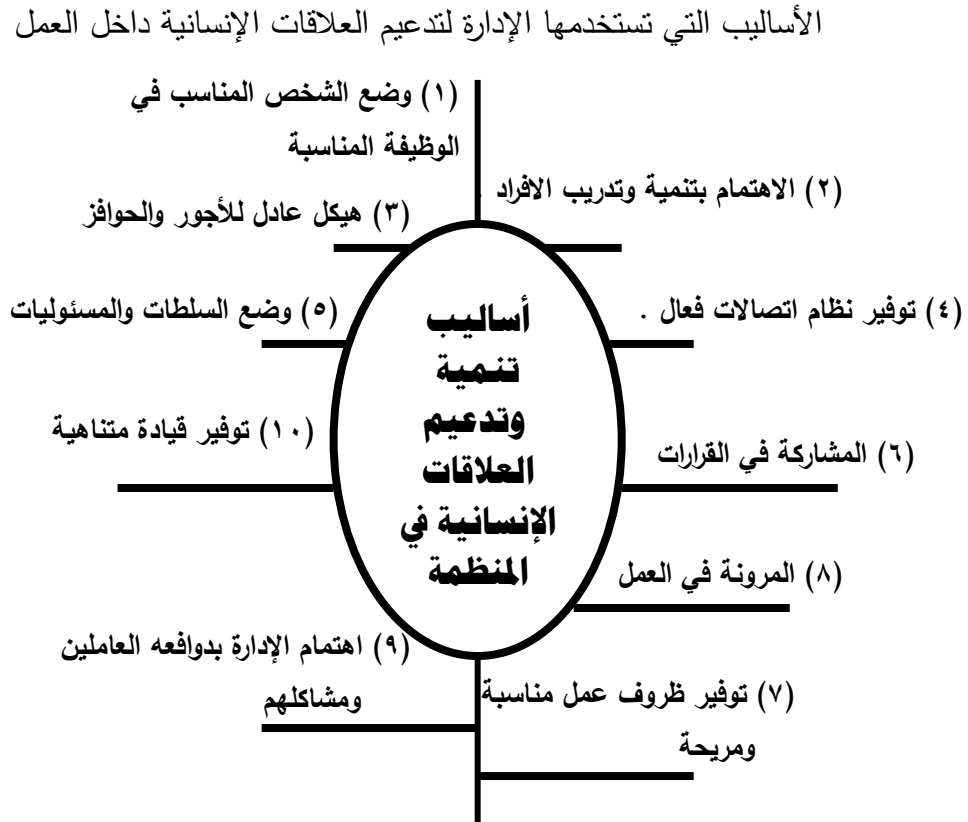 الأساليب التي تستخدمها الإدارة لتدعيم العلاقات الإنسانية داخل العمل
(١) وضع الشخص المناسب في
الوظيفة المناسبة
(٢) الاهتمام بتنمية وتدريب الافراد .
(٣) هيكل عادل للأجور والحوافز
(٤) توفير نظام اتصالات فعال .
(٥) وضع السلطات والمسئوليات
(٦) المشاركة في القرارات
(١٠) توفير قيادة متناهية
(٨) المرونة في العمل
(٩) اهتمام الإدارة بدوافعه العاملين
ومشاكلهم
(٧) توفير ظروف عمل مناسبة
ومريحة
أساليب
تنمية
وتدعيم
العلاقات
الإنسانية في
المنظمة